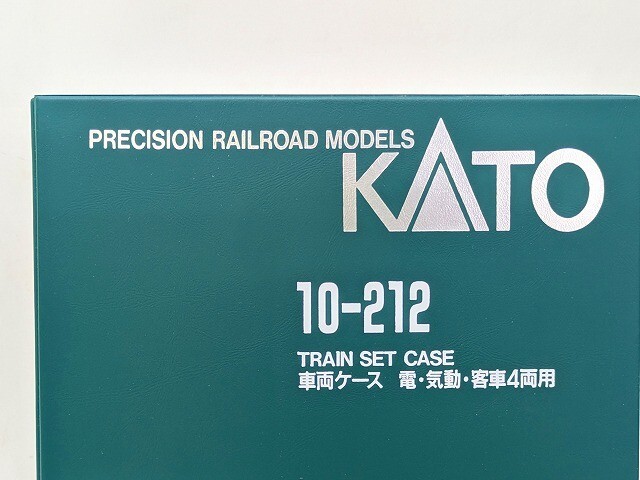 PRECISION RAILROAD MODELS
KATO
10-212
TRAIN SET CASE
車両ケース 電・気動・客車4両用